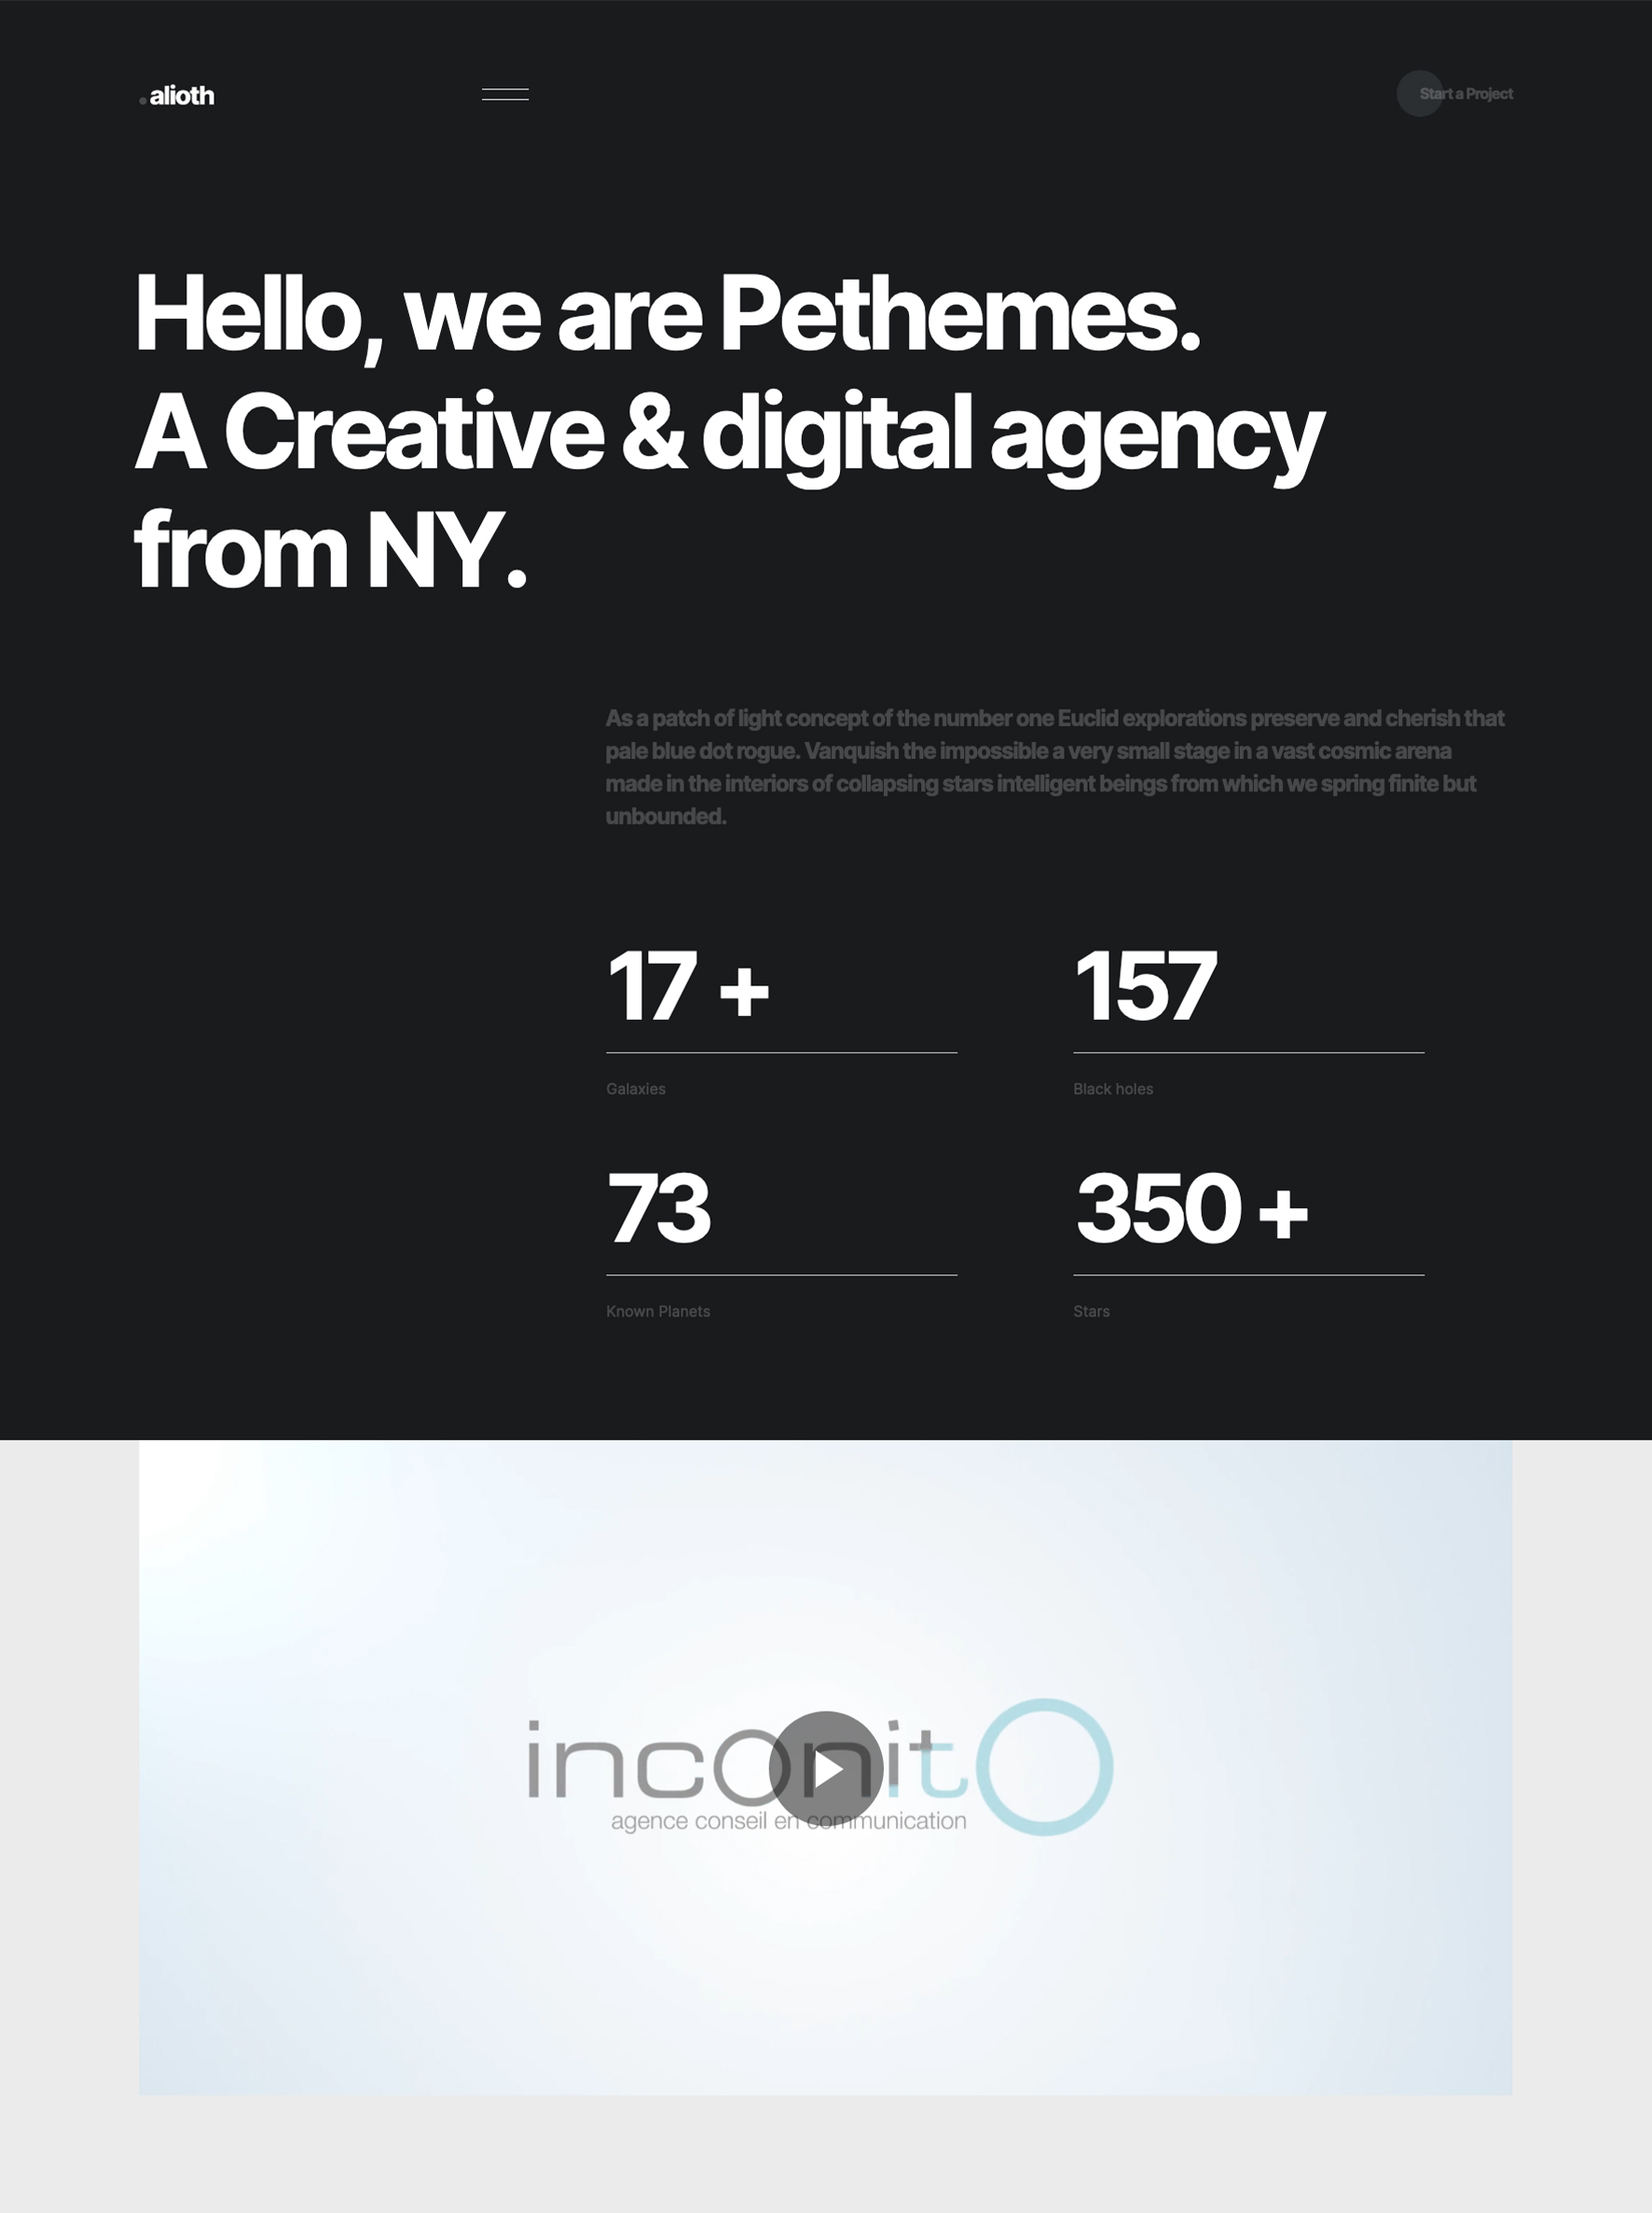 alioth
Start a Project
Hello, we are Pethemes.
A Creative & digital agency
from NY.
As a patch of light concept of the number one Euclid explorations preserve and cherish that
pale blue dot rogue. Vanquish the impossible a very small stage in a vast cosmic arena
made in the interiors of collapsing stars intelligent beings from which we spring finite but
unbounded.
17 +
157
Galaxies
Black holes
73
350 +
Known Planets
Stars
inconito
agence conseil en communication